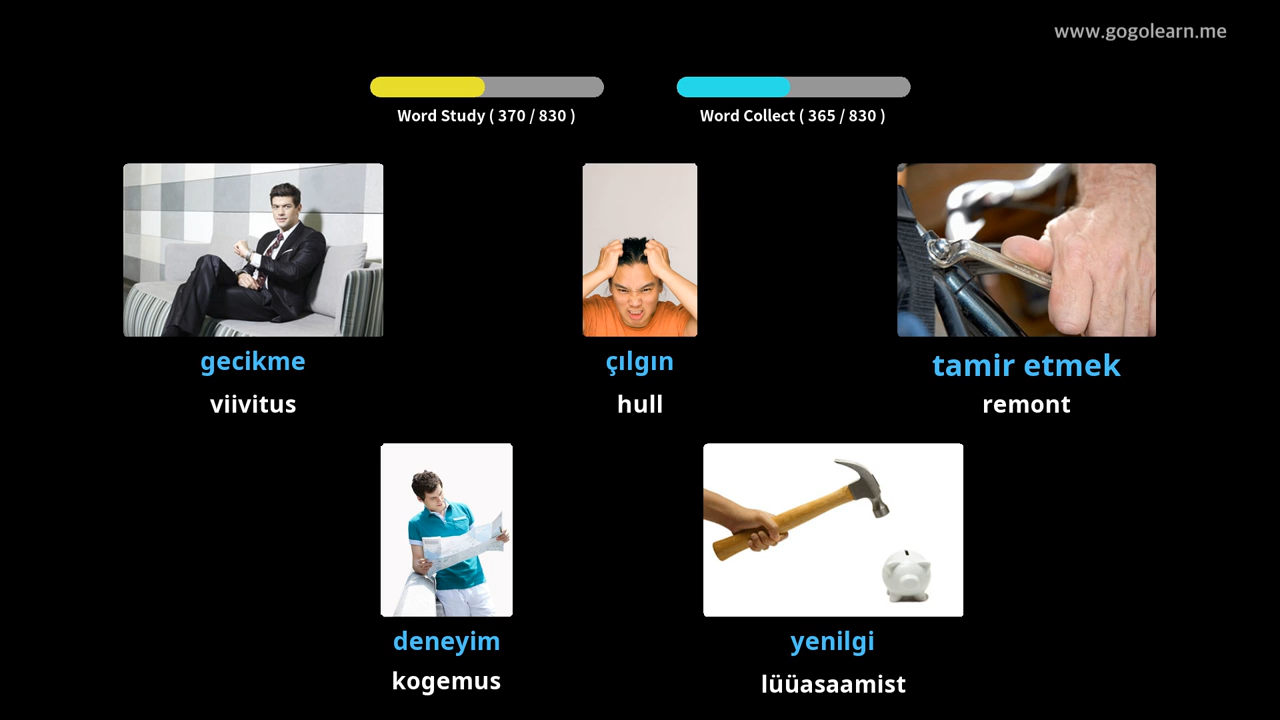 www.gogolearn.me
Word Study ( 370 / 830 )
Word Collect ( 365 / 830 )
gecikme
viivitus
çılgın
hull
tamir etmek
remont
deneyim
kogemus
yenilgi
lüüasaamist